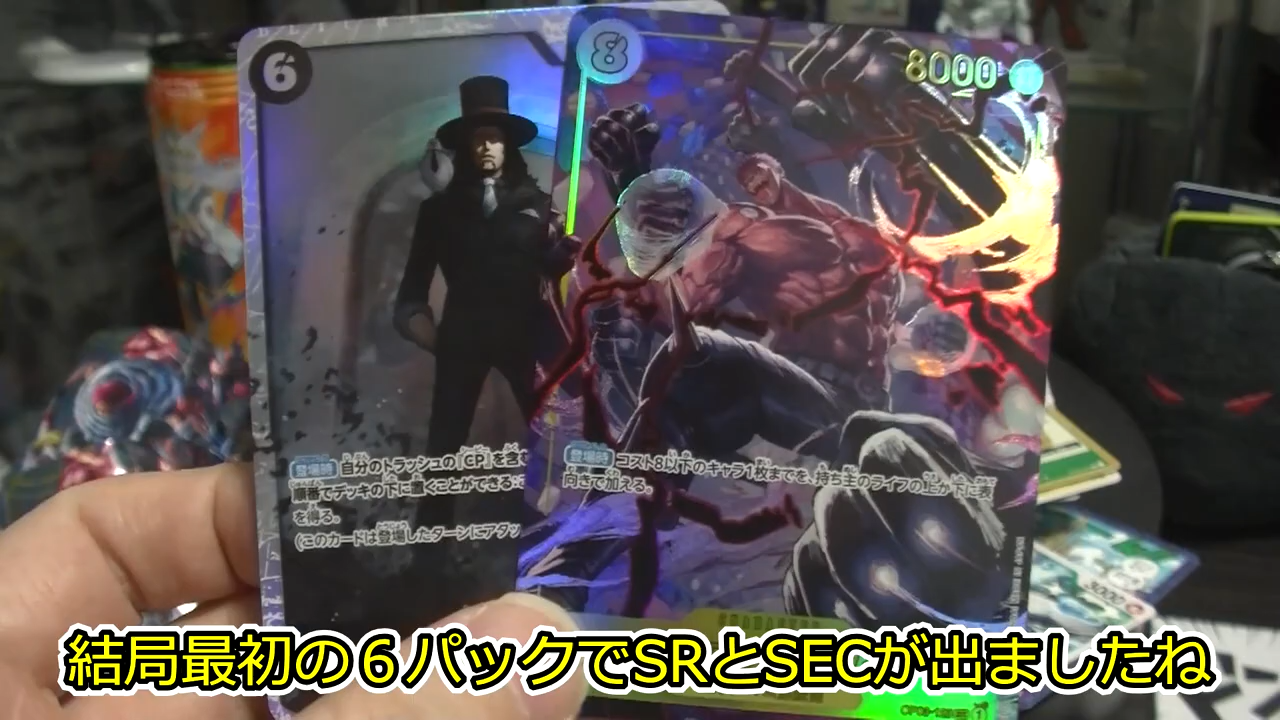 6
8
8000
登場時 自分のトラッシュの『CP』を含む
順番でデッキの下に置くことができる：こ
を得る。
(このカードは登場したターンにアタッ
登場時 コスト8以下のキャラ1枚までを、持ち主のライフの上か下に表
向きで加える。
3000
結局最初の６パックでSRとSECが出ましたね
1